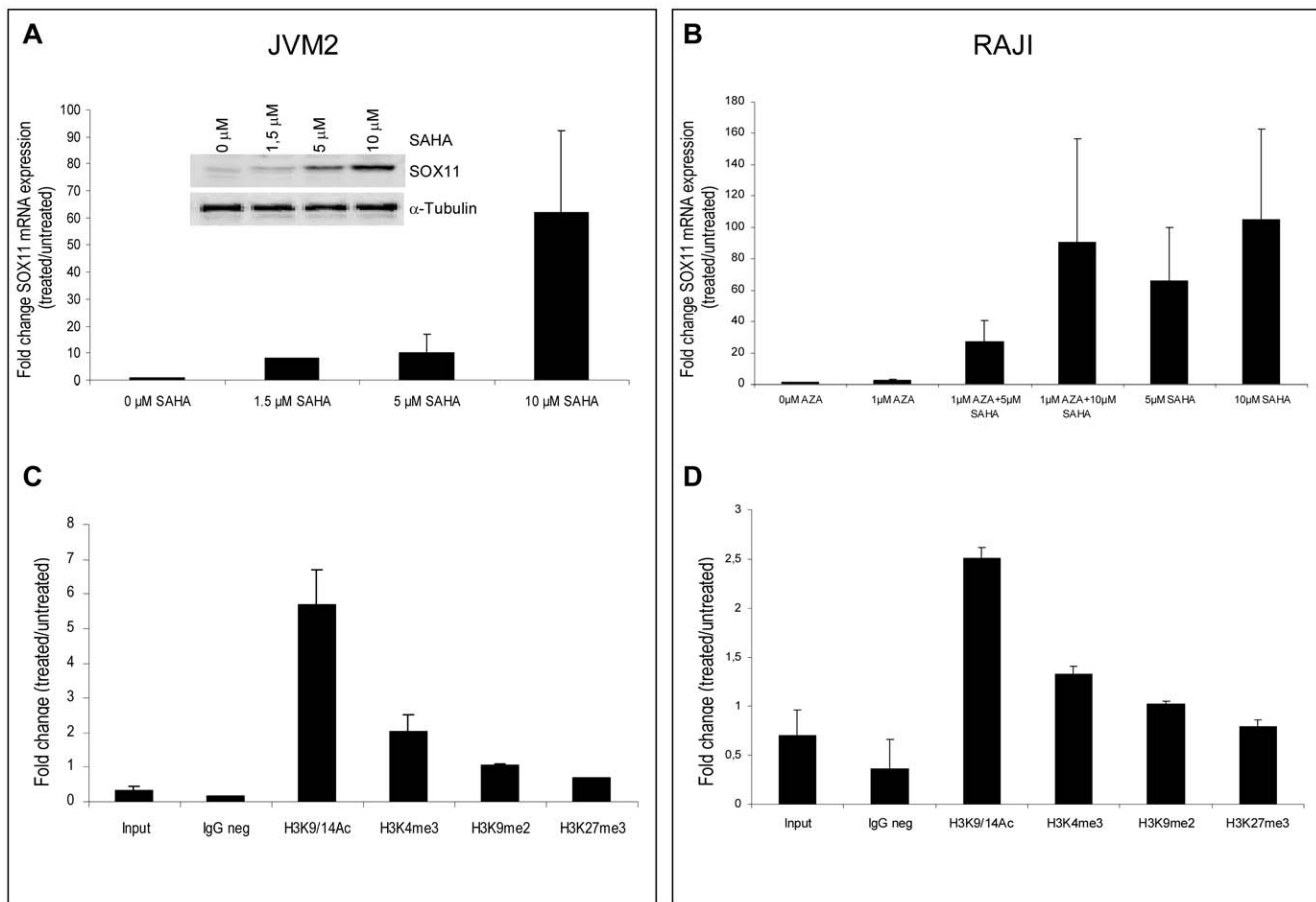 A
JVM2
Fold change SOX11 mRNA expression
(treated/untreated)
100
90
80
70
60
50
40
30
20
10
0
0 µM
1,5 µM
5 µM
10 µM
SAHA
SOX11
α-Tubulin
0 µM SAHA
1.5 µM SAHA
5 µM SAHA
10 µM SAHA
B
RAJI
Fold change SOX11 mRNA expression
(treated/untreated)
180
160
140
120
100
80
60
40
20
0
0µM AZA
1µM AZA
1µM AZA+5µM
SAHA
1µM AZA+10µM
SAHA
5µM SAHA
10µM SAHA
C
Fold change (treated/untreated)
8
7
6
5
4
3
2
1
0
Input
IgG neg
H3K9/14Ac
H3K4me3
H3K9me2
H3K27me3
D
Fold change (treated/untreated)
3
2,5
2
1,5
1
0,5
0
Input
IgG neg
H3K9/14Ac
H3K4me3
H3K9me2
H3K27me3